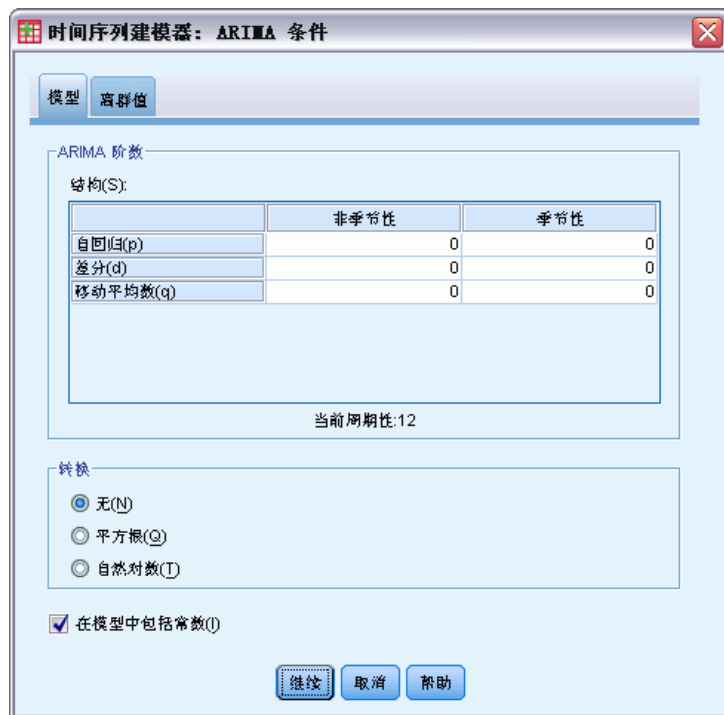 时间序列建模器: ARIMA 条件
模型 离群值
ARIMA 阶数
结构(S):
非季节性 季节性
自回归(p) 0 0
差分(d) 0 0
移动平均数(q) 0 0
当前周期性:12
转换
无(N)
平方根(Q)
自然对数(T)
在模型中包括常数(I)
继续 取消 帮助